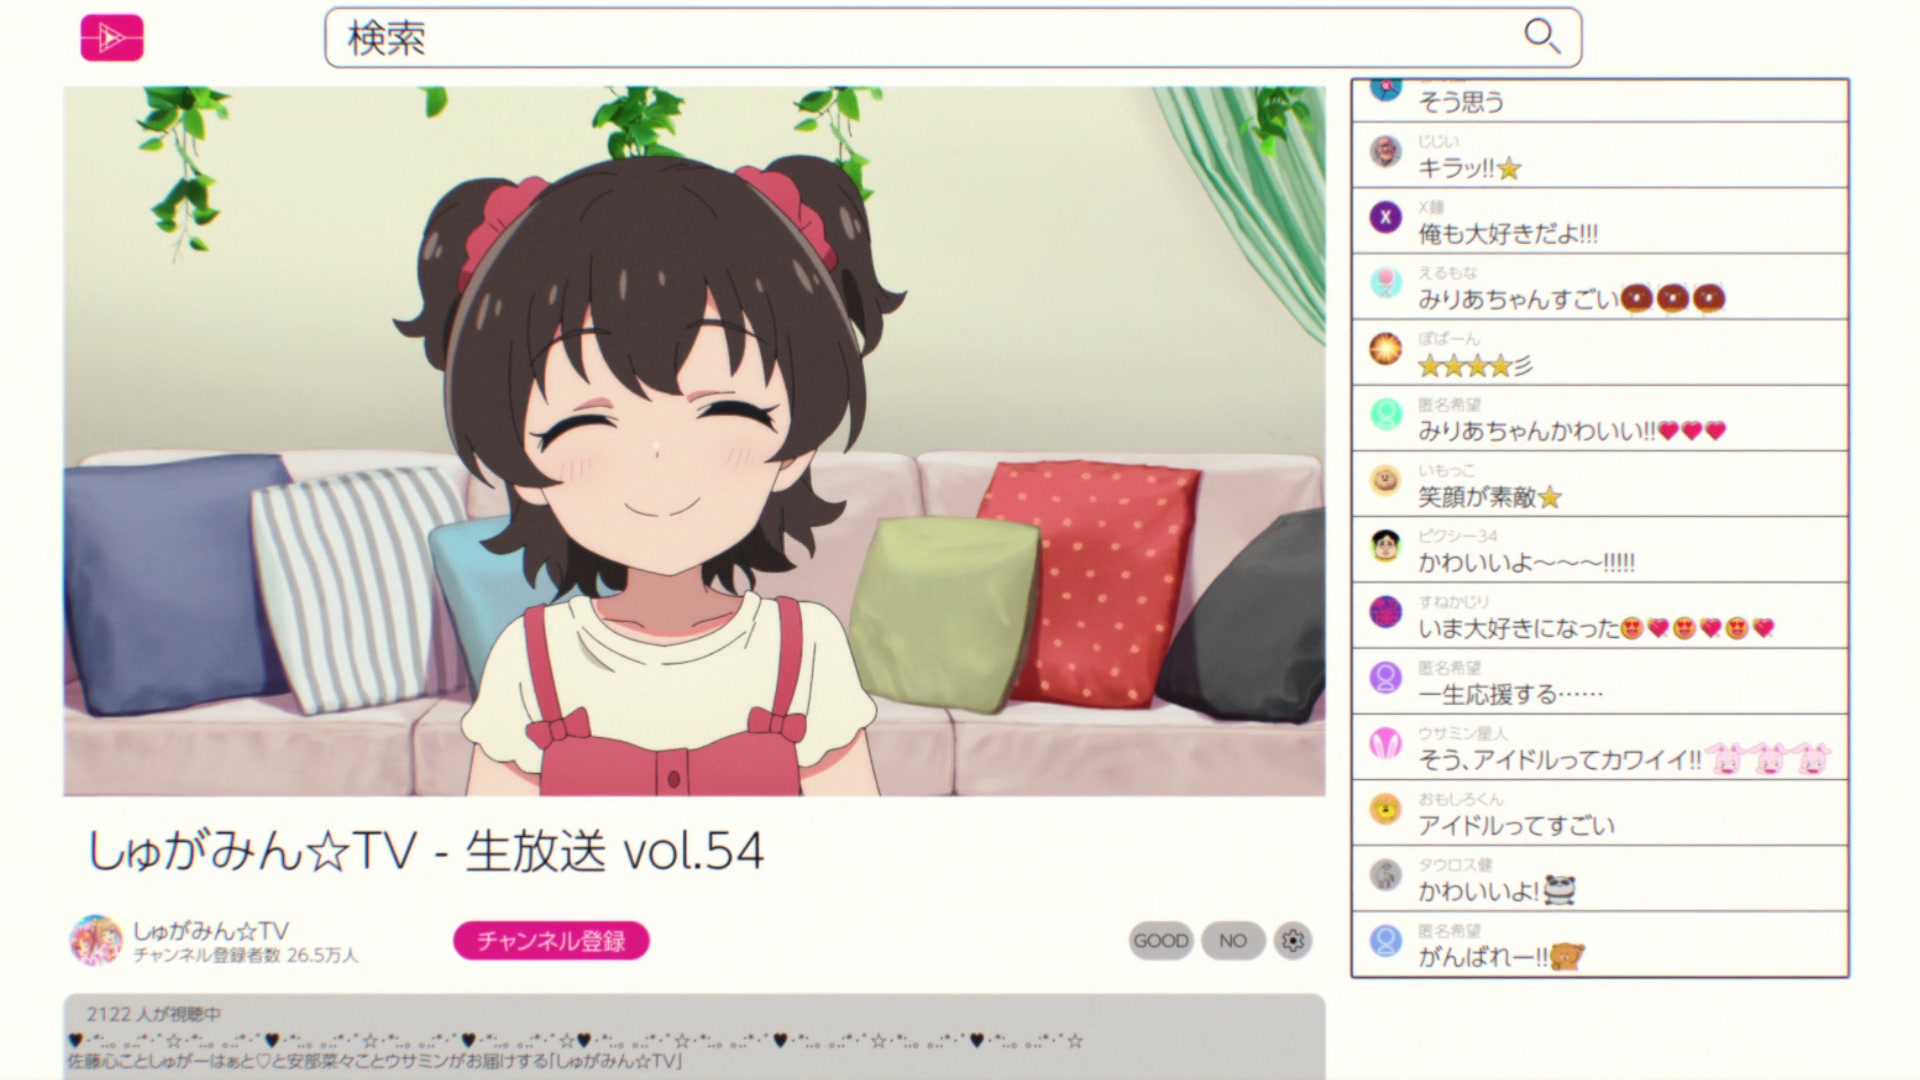 検索
そう思う
じじい
キラッ!!⭐
X
X麺
俺も大好きだよ!!!
えるもな
みりあちゃんすごい🍩🍩🍩
ぼばーん
⭐⭐⭐⭐彡
匿名希望
みりあちゃんかわいい!!❤❤❤
いもっこ
笑顔が素敵⭐
ピクシー34
かわいいよ〜〜〜!!!!!
すねかじり
いま大好きになった😍💘😍💘😍💘
匿名希望
一生応援する……
ウサミン星人
そう、アイドルってカワイイ!!
おもしろくん
アイドルってすごい
タウロス健
かわいいよ!
匿名希望
がんばれー!!
しゅがみん☆TV - 生放送 vol.54
しゅがみん☆TV
チャンネル登録者数 26.5万人
チャンネル登録
GOOD
NO
2122 人が視聴中
佐藤心ことしゅがーはぁと♡と安部菜々ことウサミンがお届けする「しゅがみん☆TV」